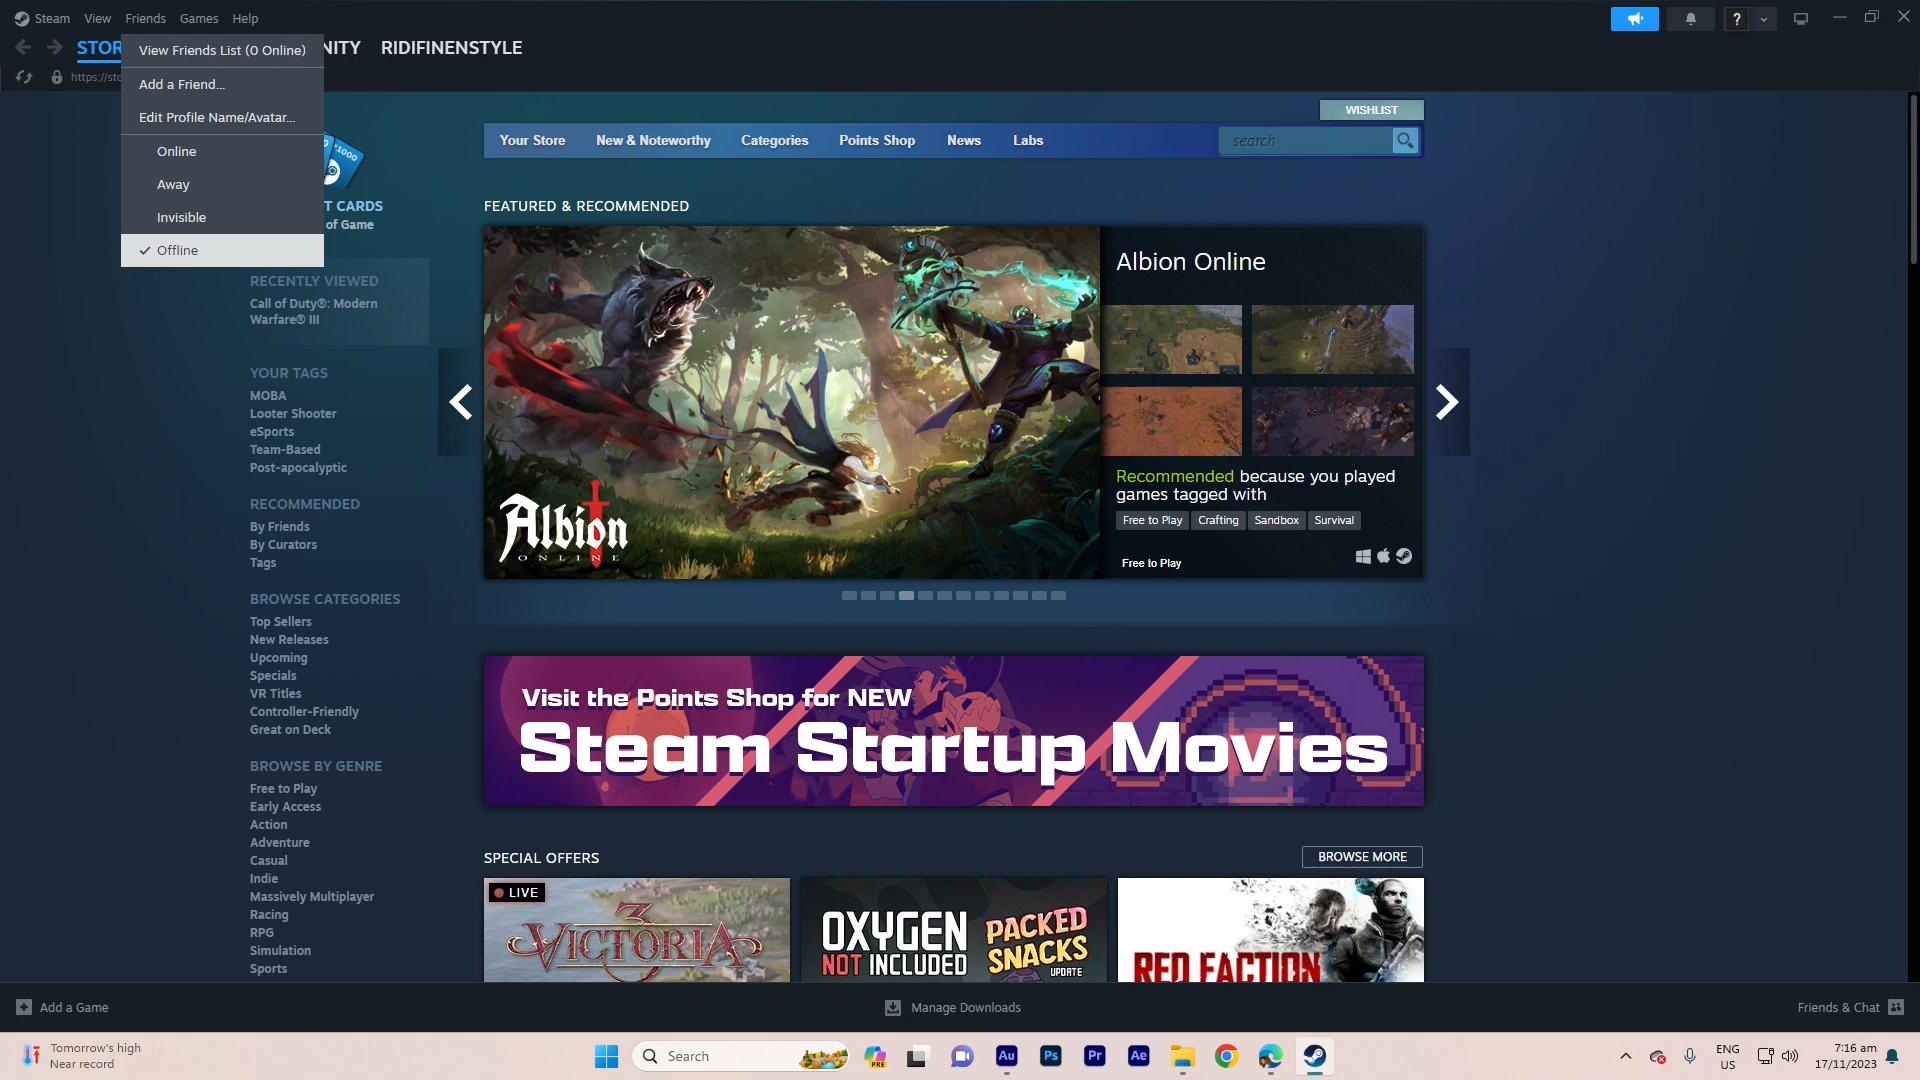 Steam View Friends Games Help
STOR NITY RIDIFINENSTYLE
https://sto
View Friends List (0 Online)
Add a Friend...
Edit Profile Name/Avatar...
Online
Away
Invisible
Offline
T CARDS
of Game
WISHLIST
Your Store New & Noteworthy Categories Points Shop News Labs search
RECENTLY VIEWED
Call of Duty®: Modern
Warfare® III
YOUR TAGS
MOBA
Looter Shooter
eSports
Team-Based
Post-apocalyptic
RECOMMENDED
By Friends
By Curators
Tags
BROWSE CATEGORIES
Top Sellers
New Releases
Upcoming
Specials
VR Titles
Controller-Friendly
Great on Deck
BROWSE BY GENRE
Free to Play
Early Access
Action
Adventure
Casual
Indie
Massively Multiplayer
Racing
RPG
Simulation
Sports
FEATURED & RECOMMENDED
Albion
ONLINE
Albion Online
Recommended because you played
games tagged with
Free to Play Crafting Sandbox Survival
Free to Play
Visit the Points Shop for NEW
Steam Startup Movies
SPECIAL OFFERS
BROWSE MORE
LIVE
VICTORIA 3
OXYGEN
NOT INCLUDED
PACKED
SNACKS
UPDATE
RED FACTION
Add a Game
Manage Downloads
Friends & Chat
Tomorrow's high
Near record
Search
PRE
Au Ps Pr Ae
ENG
US
7:16 am
17/11/2023